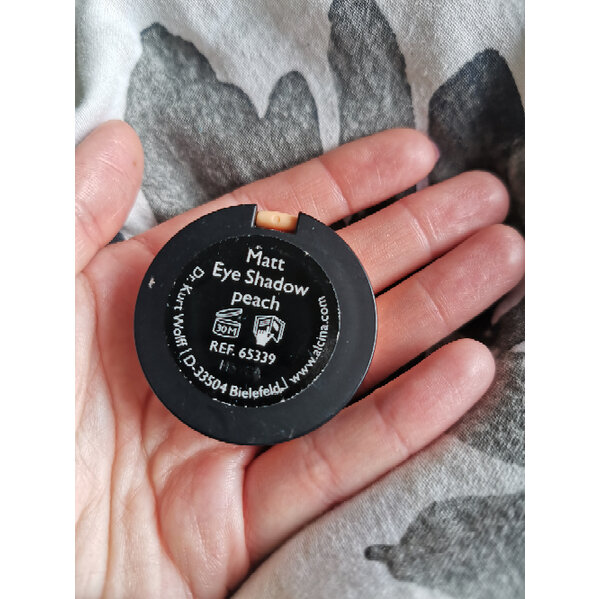 Matt
Eye Shadow
peach
30M
REF. 65339
Dr. Kurt Wolff | D-33504 Bielefeld | www.alcina.com